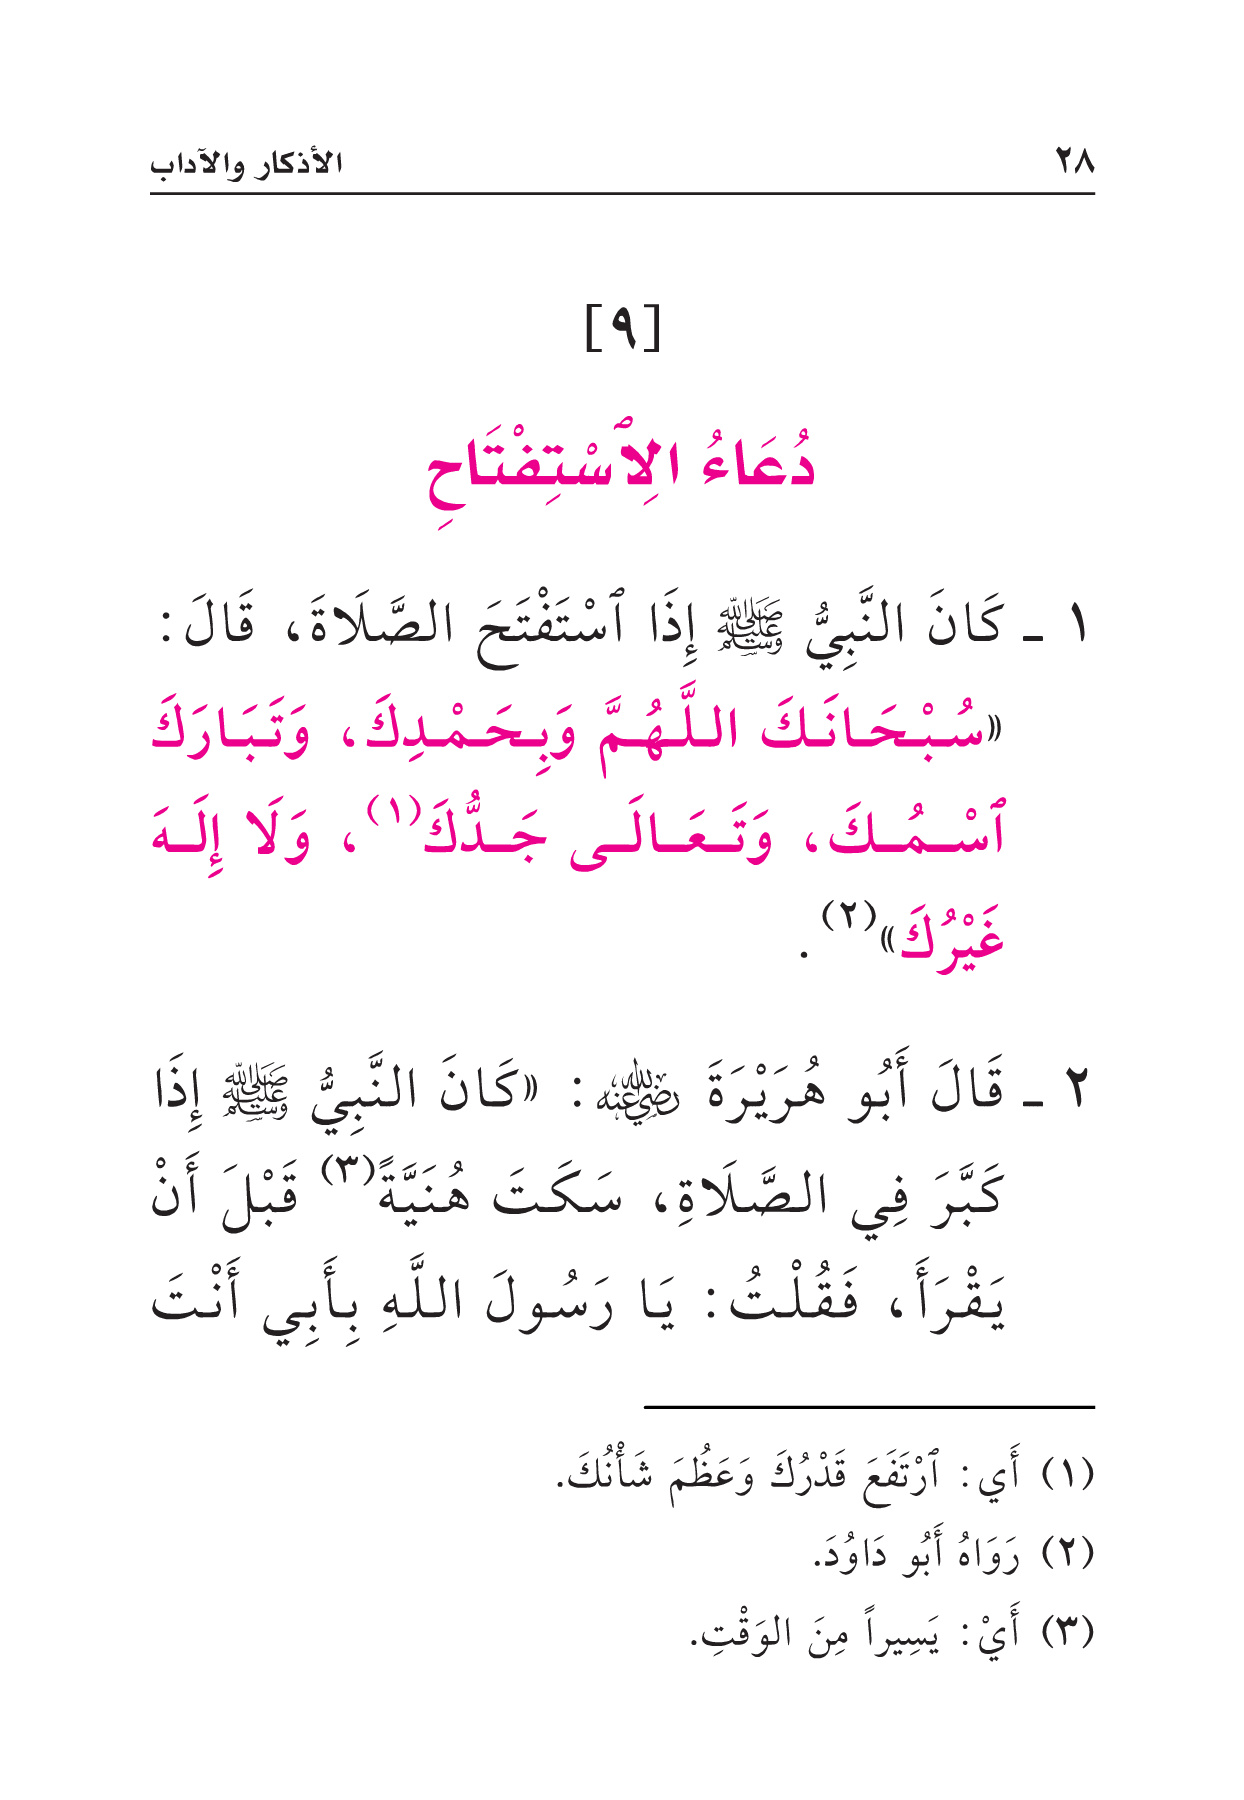 ٢٨ الأذكار والآداب
[٩]
دُعَاءُ الِٱسْتِفْتَاحِ
١ ـ كَانَ النَّبِيُّ ﷺ إِذَا ٱسْتَفْتَحَ الصَّلَاةَ، قَالَ:
«سُبْحَانَكَ اللَّهُمَّ وَبِحَمْدِكَ، وَتَبَارَكَ
ٱسْمُكَ، وَتَعَالَى جَدُّكَ(١)، وَلَا إِلَهَ
غَيْرُكَ»(٢).
٢ ـ قَالَ أَبُو هُرَيْرَةَ رضي الله عنه: «كَانَ النَّبِيُّ ﷺ إِذَا
كَبَّرَ فِي الصَّلَاةِ، سَكَتَ هُنَيَّةً(٣) قَبْلَ أَنْ
يَقْرَأَ، فَقُلْتُ: يَا رَسُولَ اللَّهِ بِأَبِي أَنْتَ
(١) أَي: ٱرْتَفَعَ قَدْرُكَ وَعَظُمَ شَأْنُكَ.
(٢) رَوَاهُ أَبُو دَاوُدَ.
(٣) أَيْ: يَسِيراً مِنَ الوَقْتِ.